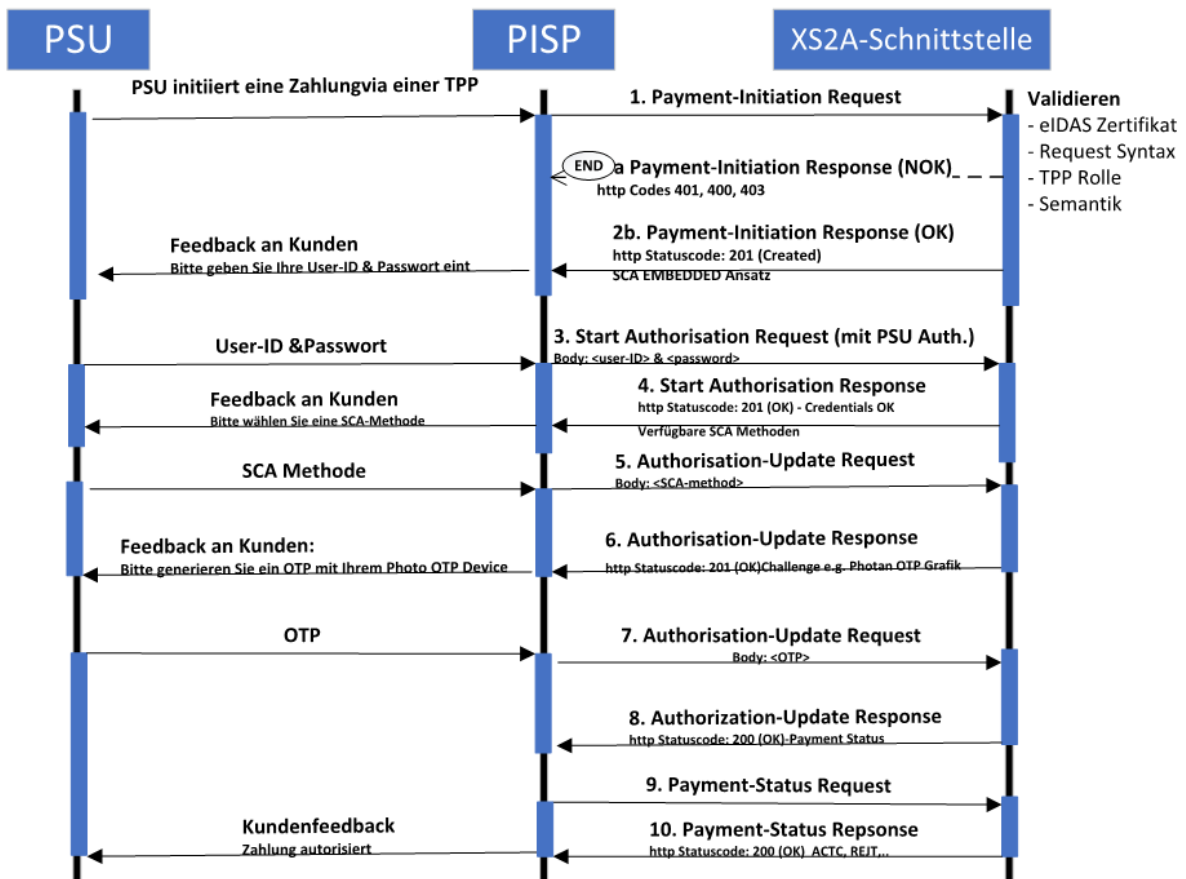 PSU
PISP
XS2A-Schnittstelle
PSU initiiert eine Zahlungvia einer TPP
1. Payment-Initiation Request
Validieren
- eIDAS Zertifikat
- Request Syntax
- TPP Rolle
- Semantik
END
a Payment-Initiation Response (NOK)
http Codes 401, 400, 403
2b. Payment-Initiation Response (OK)
http Statuscode: 201 (Created)
SCA EMBEDDED Ansatz
Feedback an Kunden
Bitte geben Sie Ihre User-ID & Passwort eint
User-ID &Passwort
3. Start Authorisation Request (mit PSU Auth.)
Body: <user-ID> & <password>
Feedback an Kunden
Bitte wählen Sie eine SCA-Methode
4. Start Authorisation Response
http Statuscode: 201 (OK) - Credentials OK
Verfügbare SCA Methoden
SCA Methode
5. Authorisation-Update Request
Body: <SCA-method>
Feedback an Kunden:
Bitte generieren Sie ein OTP mit Ihrem Photo OTP Device
6. Authorisation-Update Response
http Statuscode: 201 (OK)Challenge e.g. Photan OTP Grafik
OTP
7. Authorisation-Update Request
Body: <OTP>
8. Authorization-Update Response
http Statuscode: 200 (OK)-Payment Status
9. Payment-Status Request
Kundenfeedback
Zahlung autorisiert
10. Payment-Status Repsonse
http Statuscode: 200 (OK) ACTC, REJT,..